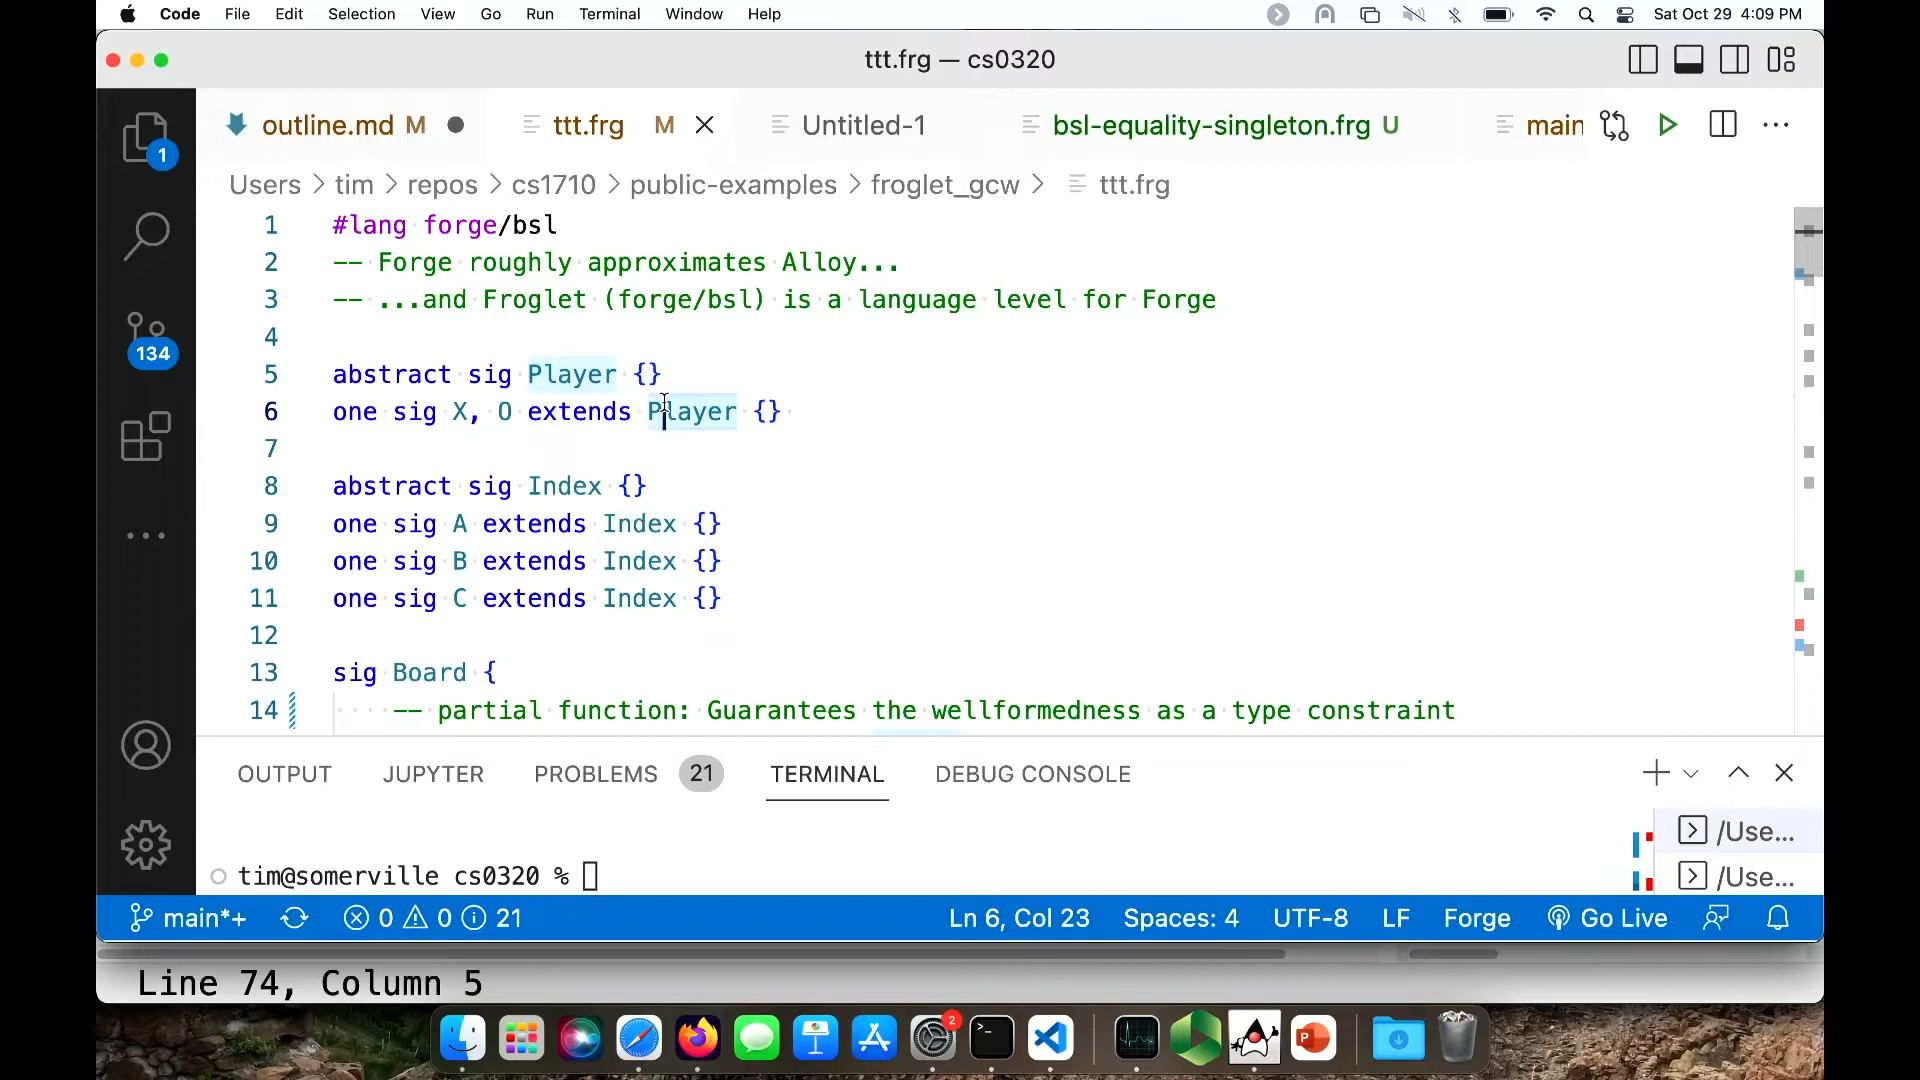 Code File Edit Selection View Go Run Terminal Window Help Sat Oct 29 4:09 PM
ttt.frg — cs0320
outline.md M ttt.frg M Untitled-1 bsl-equality-singleton.frg U main
Users > tim > repos > cs1710 > public-examples > froglet_gcw > ttt.frg
1 #lang forge/bsl
2 -- Forge roughly approximates Alloy...
3 -- ...and Froglet (forge/bsl) is a language level for Forge
4
5 abstract sig Player {}
6 one sig X, O extends Player {}
7
8 abstract sig Index {}
9 one sig A extends Index {}
10 one sig B extends Index {}
11 one sig C extends Index {}
12
13 sig Board {
14 -- partial function: Guarantees the wellformedness as a type constraint
1
134
OUTPUT JUPYTER PROBLEMS 21 TERMINAL DEBUG CONSOLE
/Use...
tim@somerville cs0320 %
/Use...
main*+ 0 0 21 Ln 6, Col 23 Spaces: 4 UTF-8 LF Forge Go Live
Line 74, Column 5
2